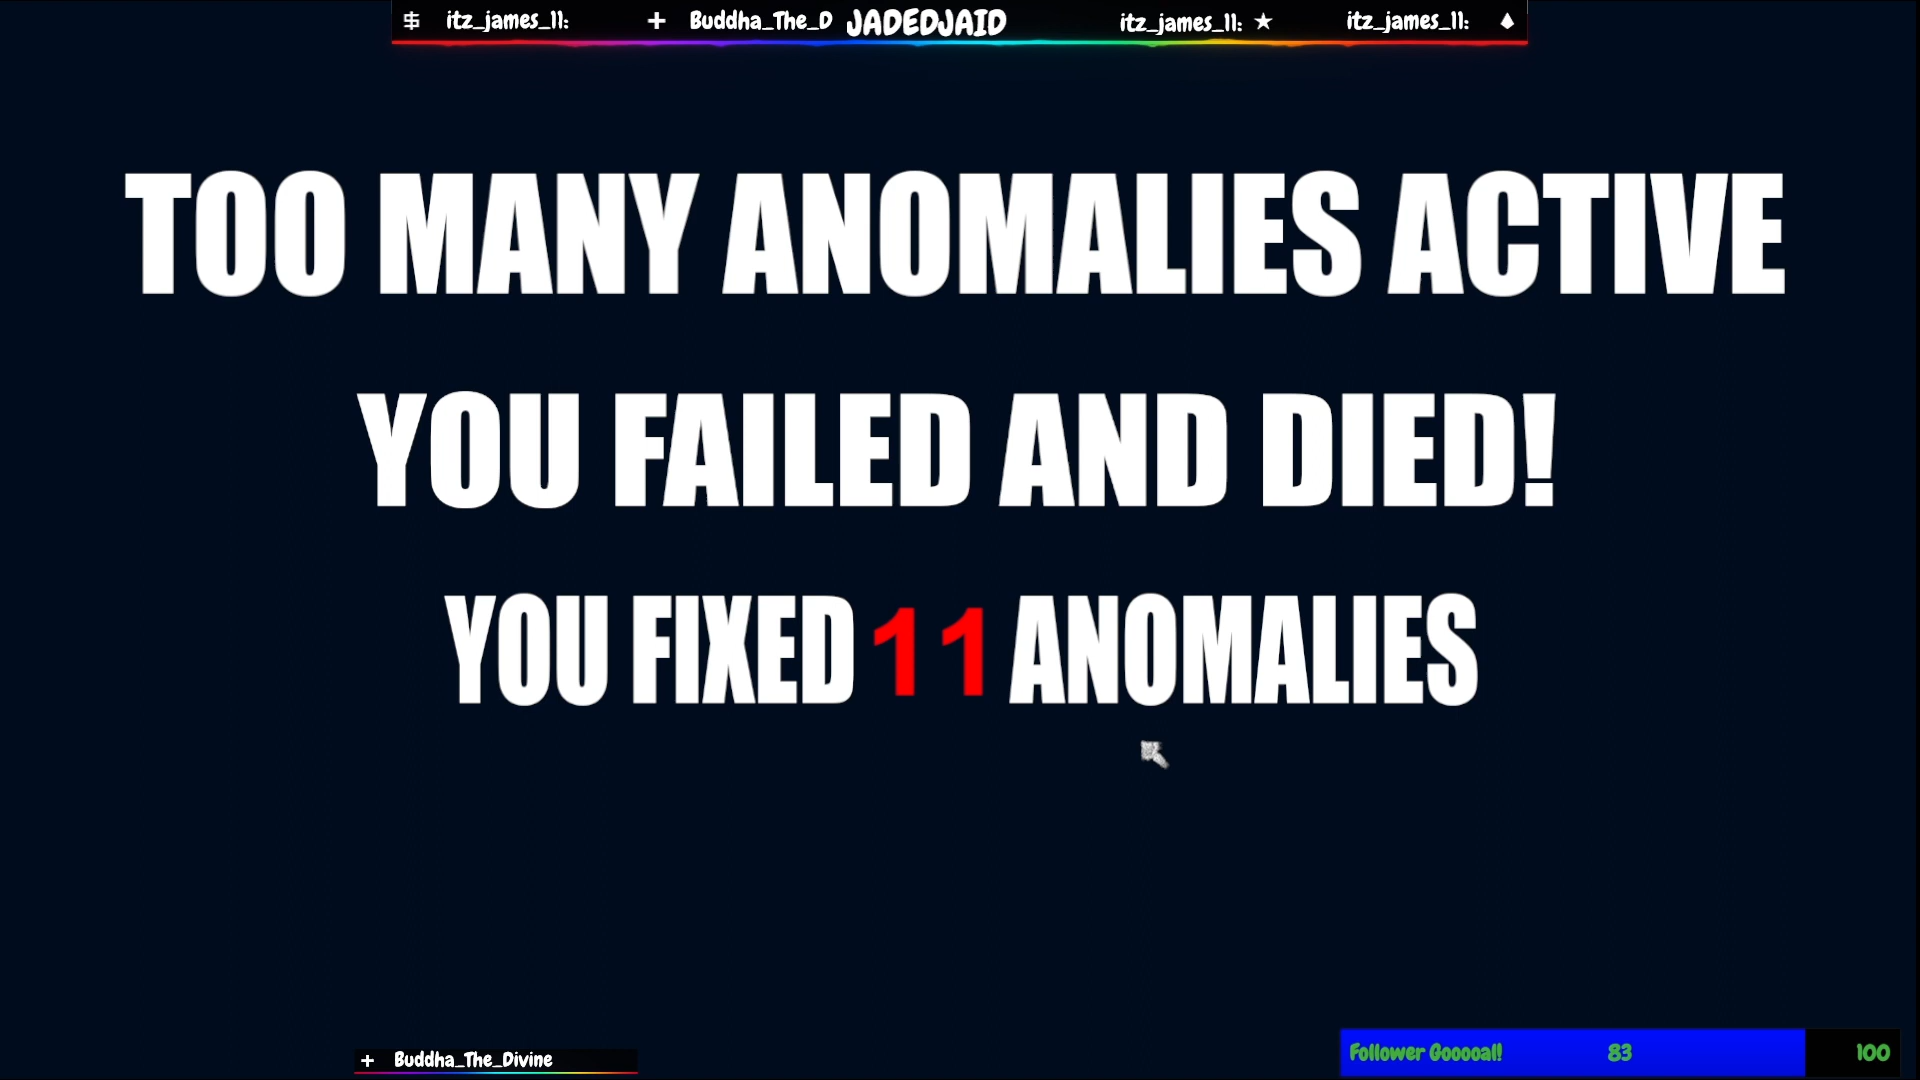 itz_james_11: Buddha_The_D JADEDJAID itz_james_11: itz_james_11:
TOO MANY ANOMALIES ACTIVE
YOU FAILED AND DIED!
YOU FIXED 11 ANOMALIES
Follower Gooooal! 83 100
+ Buddha_The_Divine